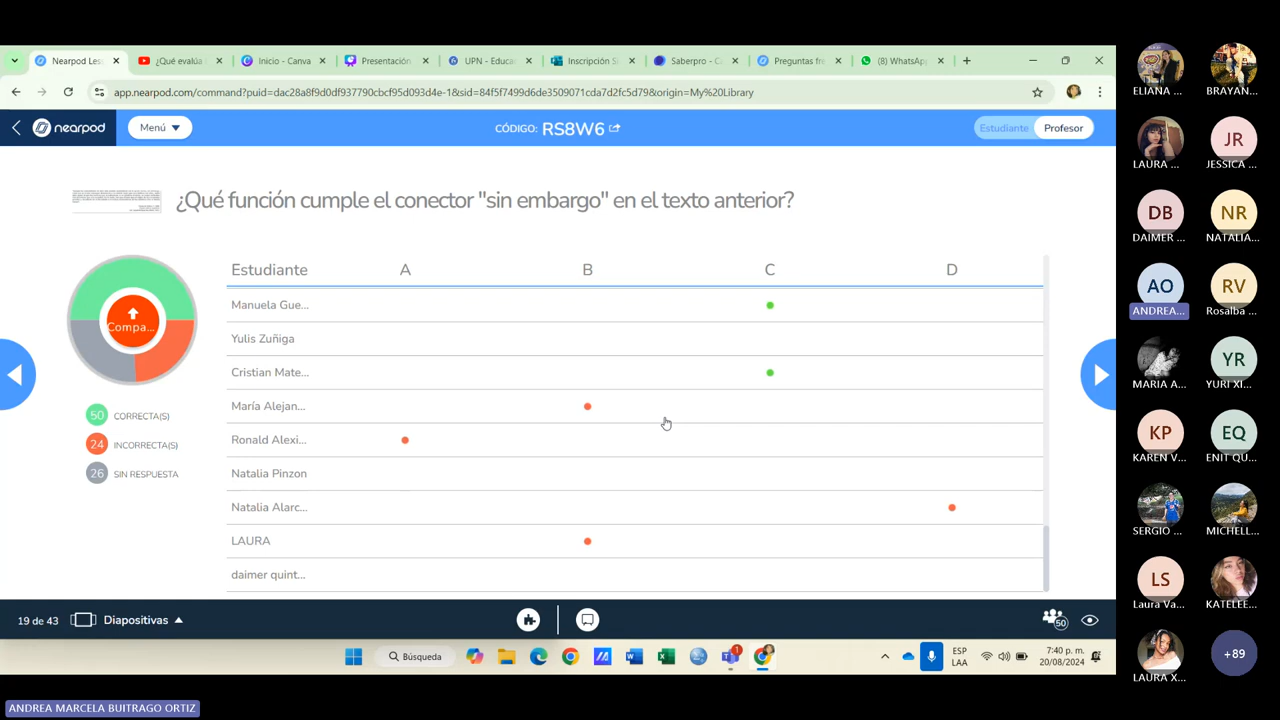 Nearpod Les
¿Qué evalúa
Inicio - Canva
Presentación
UPN - Educa
Inscripción S
Saberpro - C
Preguntas fre
(8) WhatsApp
app.nearpod.com/command?puid=dac28a8f9d0df937790cbcf95d093d4e-1&sid=84f5f7499d6de3509071cda7d2fc5d79&origin=My%20Library
nearpod
Menú
CÓDIGO: RS8W6
Estudiante
Profesor
¿Qué función cumple el conector "sin embargo" en el texto anterior?
Estudiante A B C D
Manuela Gue...
Yulis Zuñiga
Cristian Mate...
María Alejan...
Ronald Alexi...
Natalia Pinzon
Natalia Alarc...
LAURA
daimer quint...
Compa...
50 CORRECTA(S)
24 INCORRECTA(S)
26 SIN RESPUESTA
19 de 43
Diapositivas
50
Búsqueda
1
ESP
LAA
7:40 p. m.
20/08/2024
ELIANA ...
BRAYAN...
LAURA ...
JR
JESSICA ...
DB
DAIMER ...
NR
NATALIA...
AO
ANDREA...
RV
Rosalba ...
MARIA A...
YR
YURI XI...
KP
KAREN V...
EQ
ENIT QU...
SERGIO ...
MICHELL...
LS
Laura Va...
KATELEE...
LAURA X...
+89
ANDREA MARCELA BUITRAGO ORTIZ